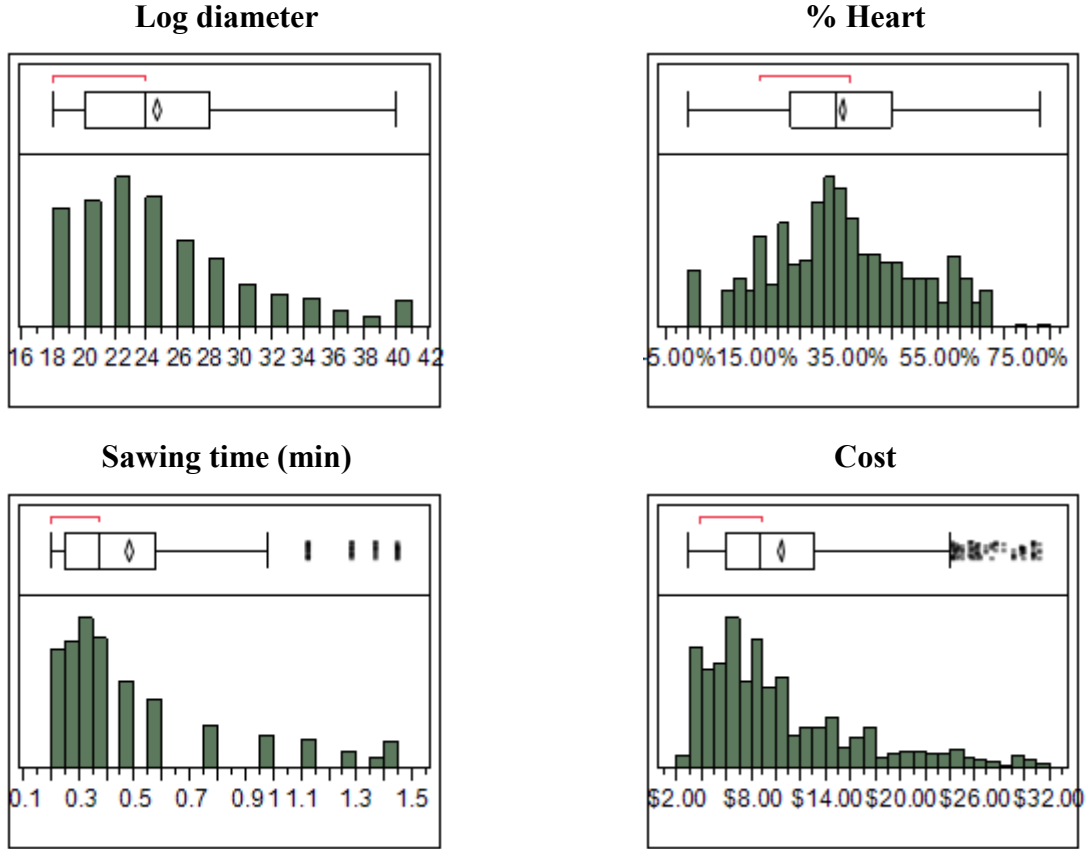 Log diameter
% Heart
16 18 20 22 24 26 28 30 32 34 36 38 40 42
-5.00% 15.00% 35.00% 55.00% 75.00%
Sawing time (min)
Cost
0.1 0.3 0.5 0.7 0.9 1 1.1 1.3 1.5
$2.00 $8.00 $14.00 $20.00 $26.00 $32.00